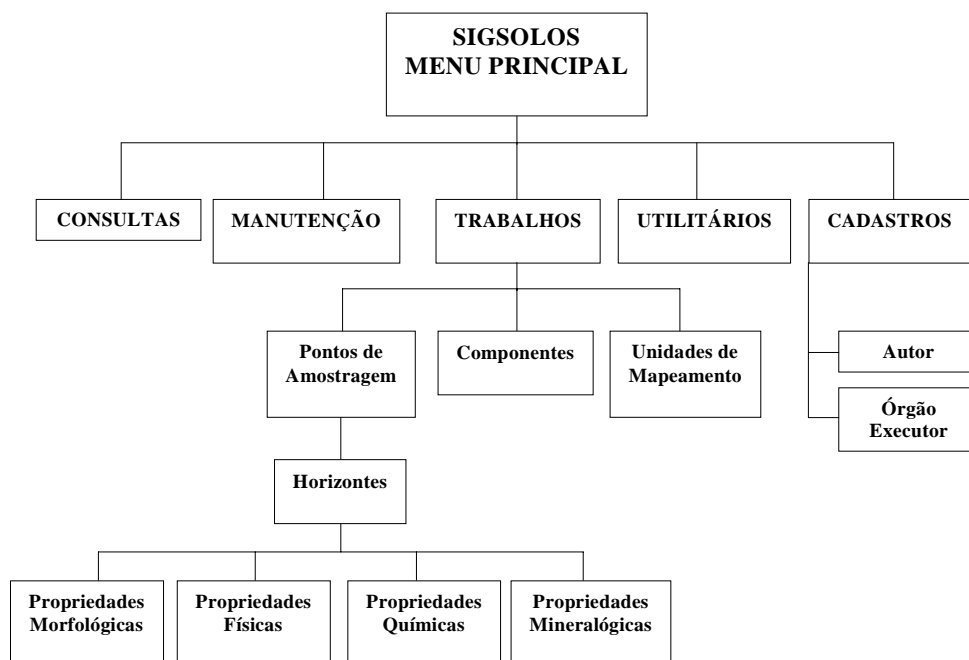 SIGSOLOS
MENU PRINCIPAL
CONSULTAS
MANUTENÇÃO
TRABALHOS
UTILITÁRIOS
CADASTROS
Pontos de
Amostragem
Componentes
Unidades de
Mapeamento
Autor
Órgão
Executor
Horizontes
Propriedades
Morfológicas
Propriedades
Físicas
Propriedades
Químicas
Propriedades
Mineralógicas